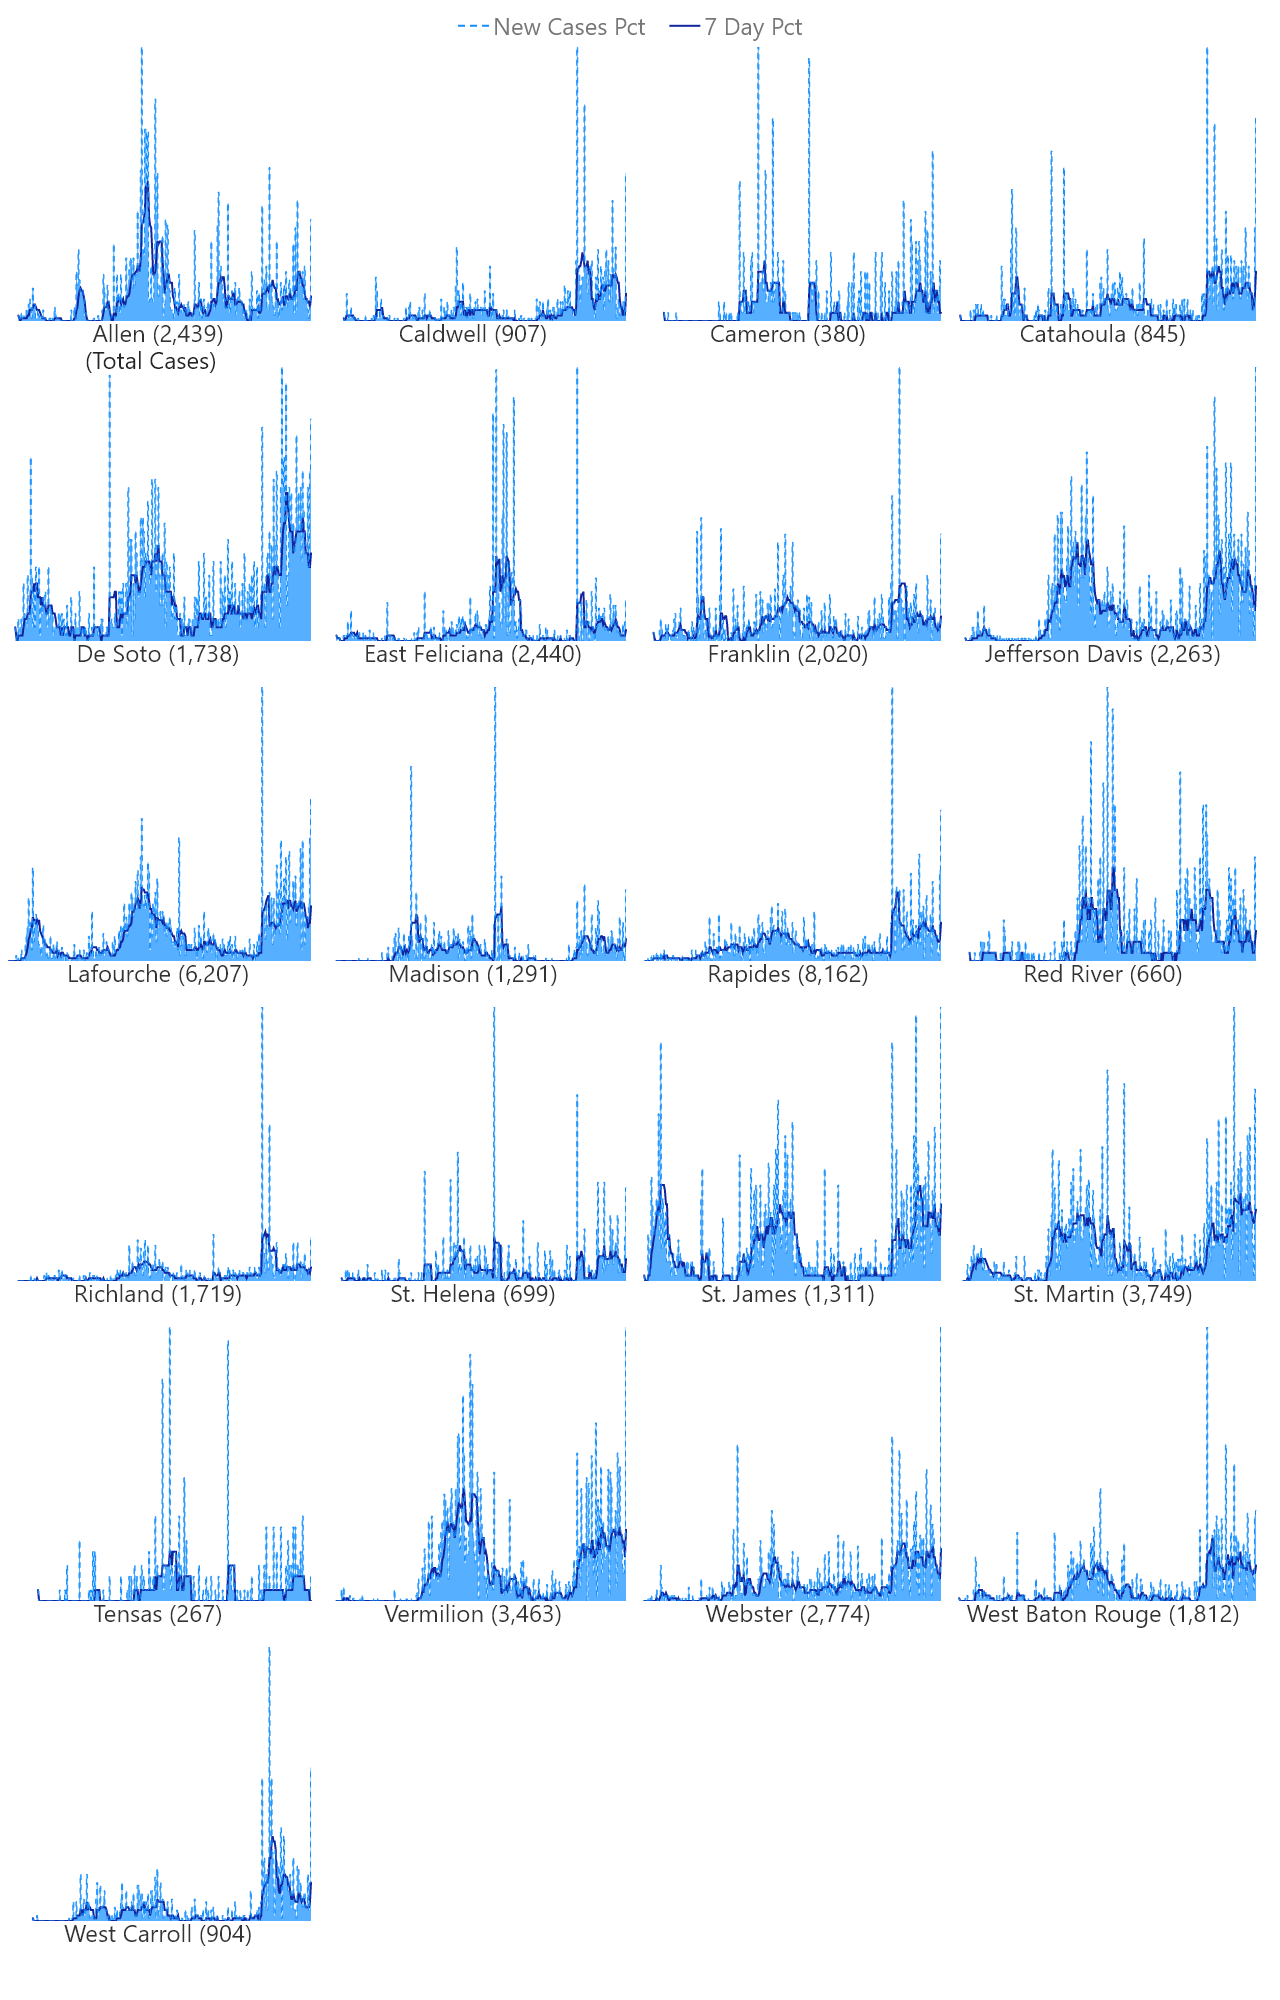 New Cases Pct 7 Day Pct
Allen (2,439) Caldwell (907) Cameron (380) Catahoula (845)
(Total Cases)
De Soto (1,738) East Feliciana (2,440) Franklin (2,020) Jefferson Davis (2,263)
Lafourche (6,207) Madison (1,291) Rapides (8,162) Red River (660)
Richland (1,719) St. Helena (699) St. James (1,311) St. Martin (3,749)
Tensas (267) Vermilion (3,463) Webster (2,774) West Baton Rouge (1,812)
West Carroll (904)